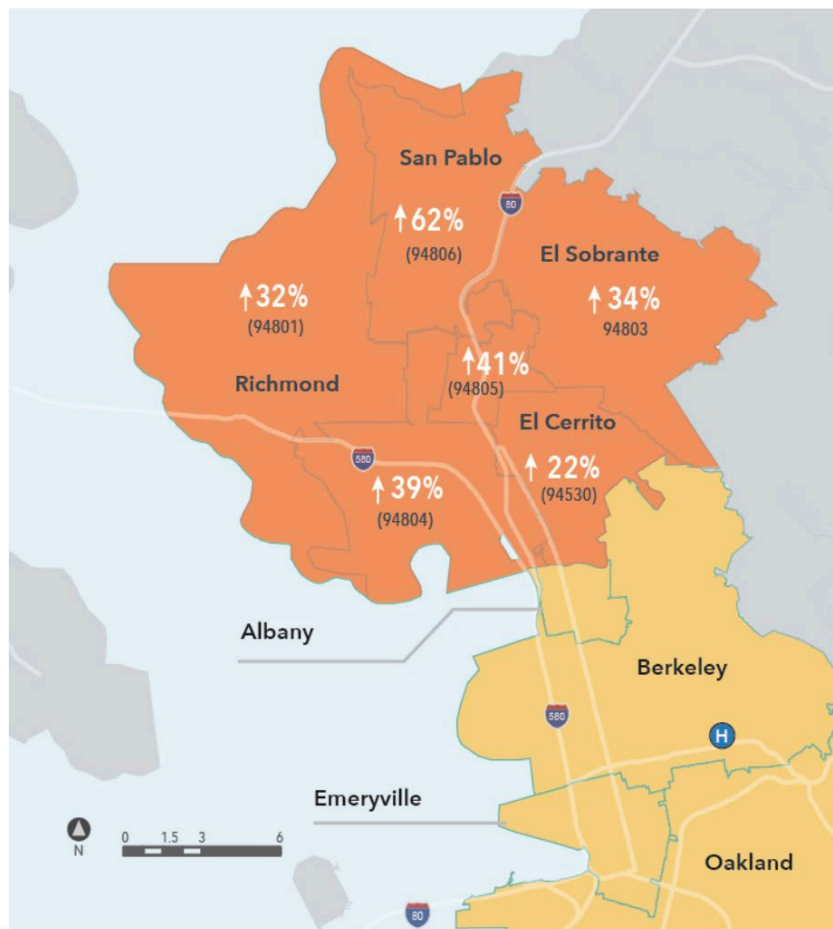 San Pablo
80
↑62%
(94806)
El Sobrante
↑32%
(94801)
↑34%
94803
↑41%
(94805)
Richmond
El Cerrito
580
↑22%
(94530)
↑39%
(94804)
Albany
Berkeley
580
H
Emeryville
0 1.5 3 6
N
Oakland
80